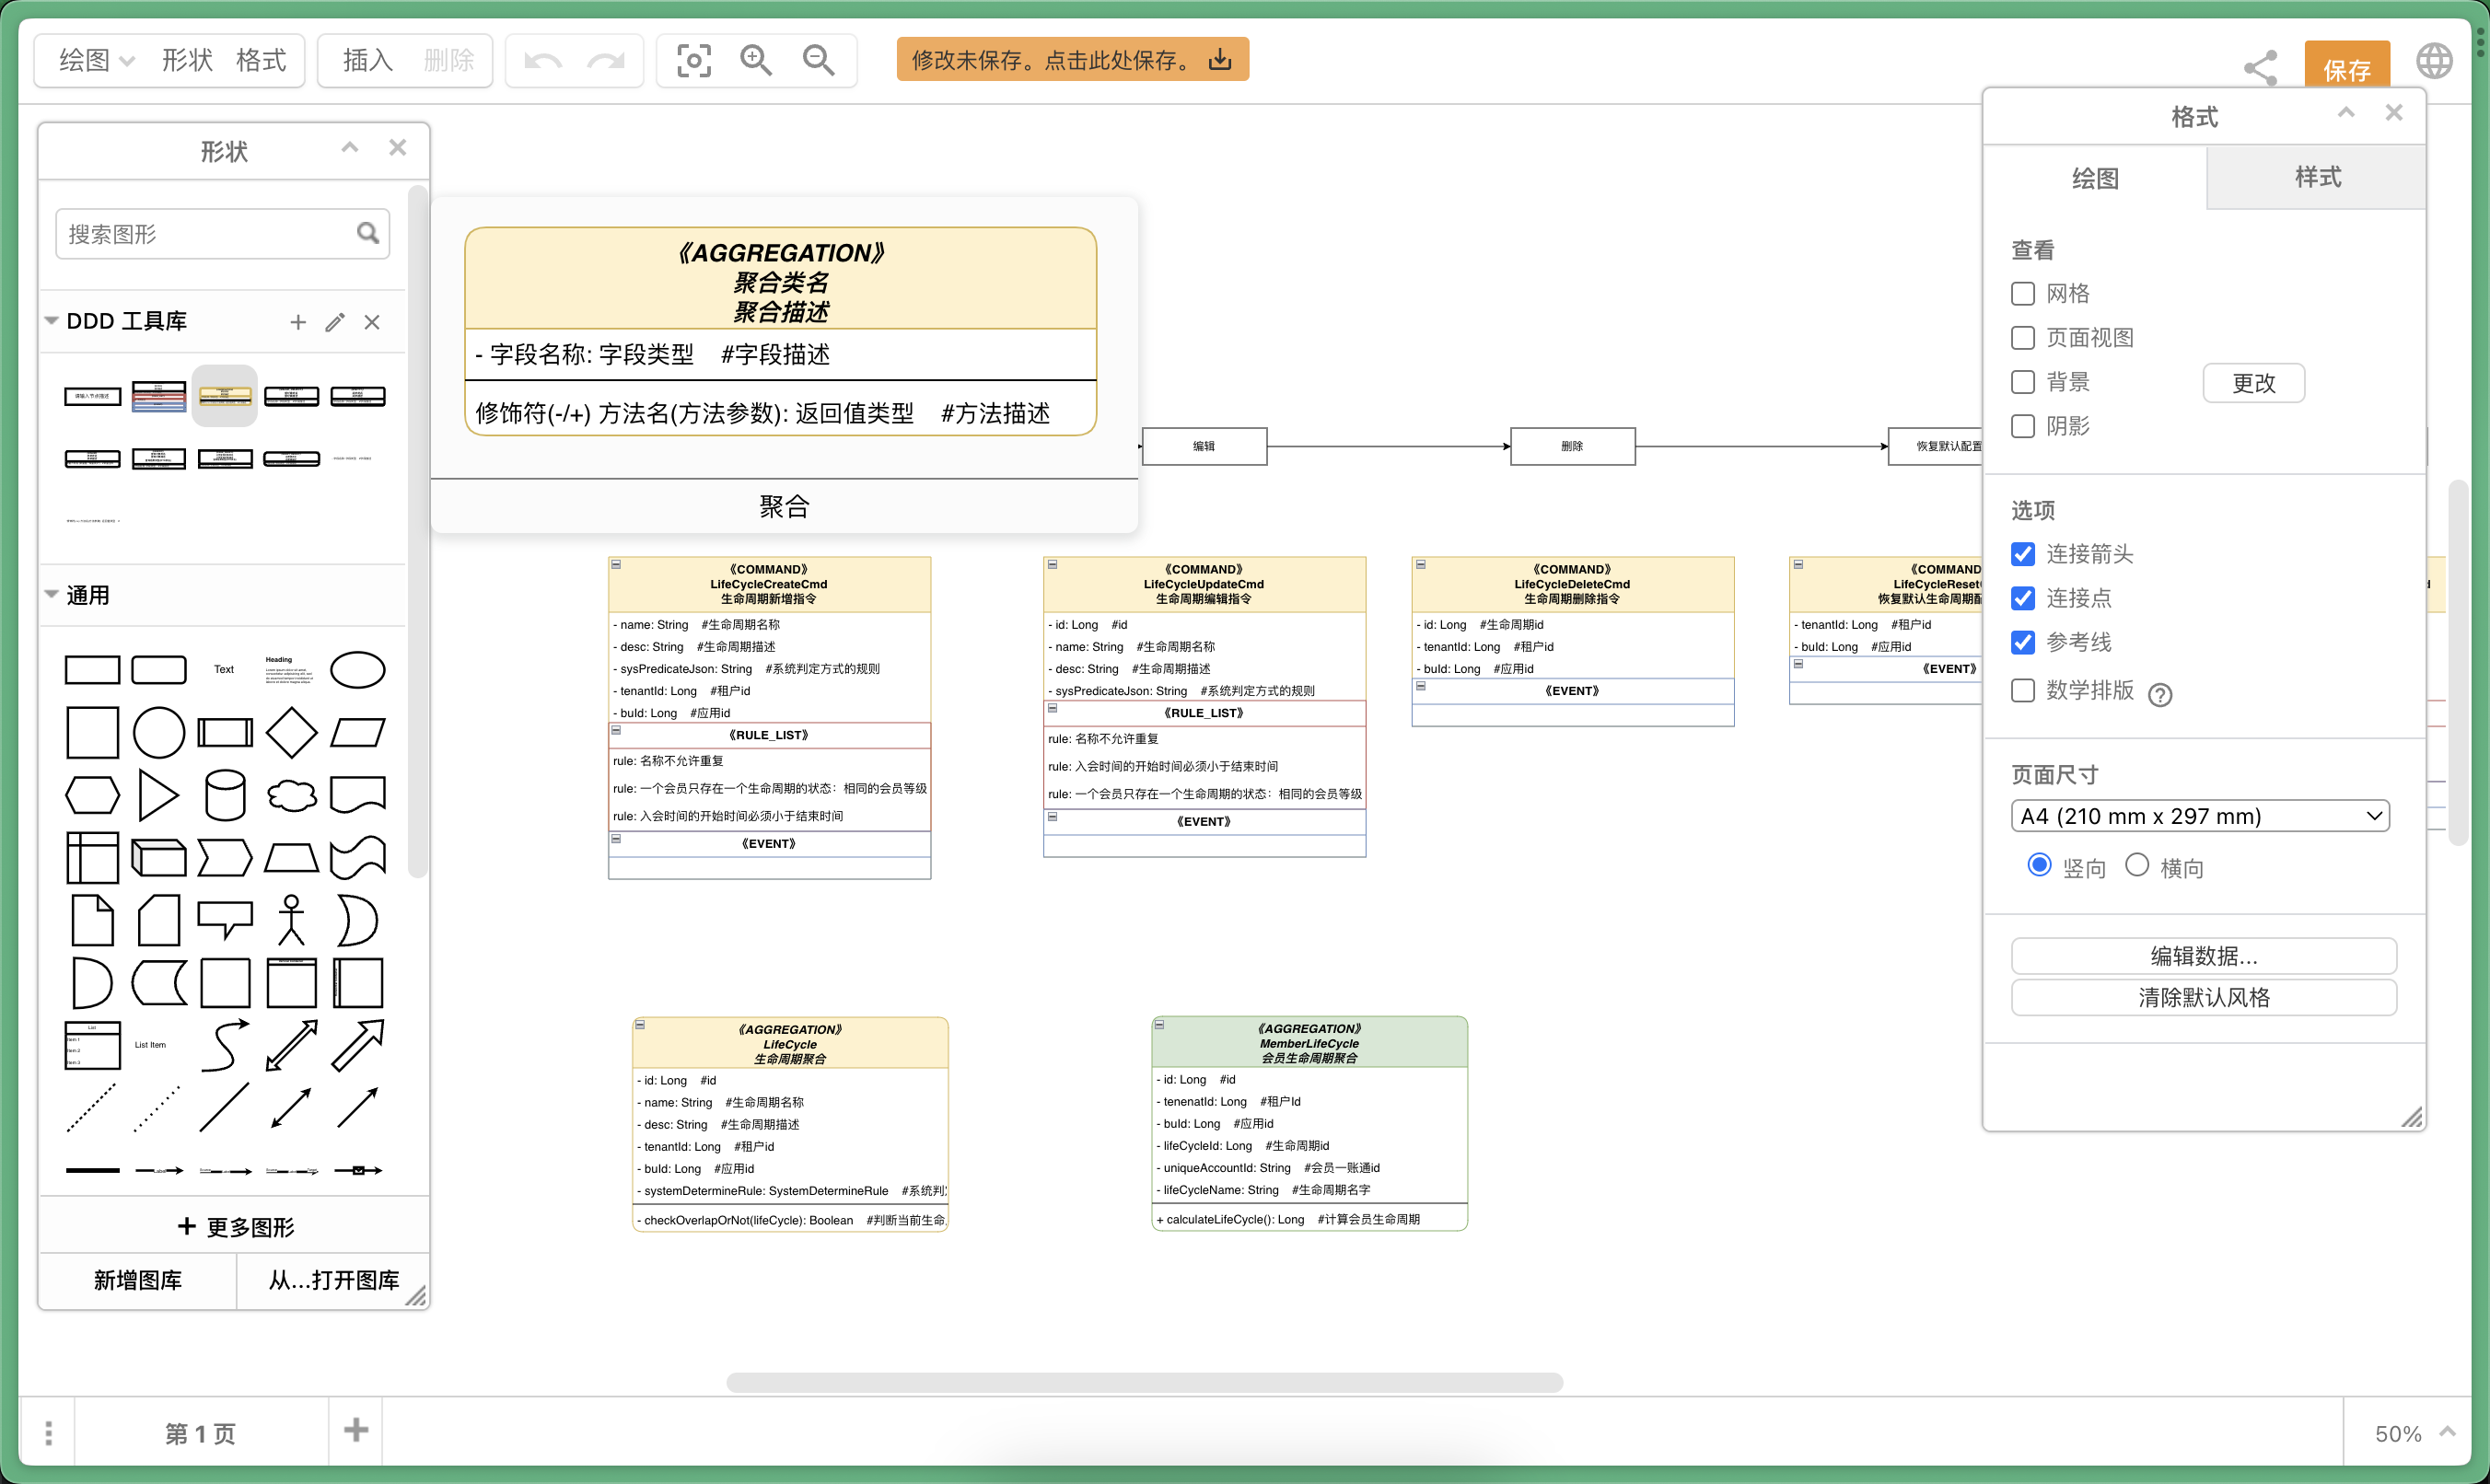 绘图 形状 格式 插入 删除 修改未保存。点击此处保存。 保存
形状
搜索图形
DDD 工具库
请输入节点描述
通用
Text
Heading
List
Item 1
Item 2
Item 3
List Item
Label
更多图形
新增图库 从...打开图库
《AGGREGATION》
聚合类名
聚合描述
- 字段名称: 字段类型 #字段描述
修饰符(-/+) 方法名(方法参数): 返回值类型 #方法描述
聚合
编辑
删除
恢复默认配置
《COMMAND》
LifeCycleCreateCmd
生命周期新增指令
- name: String #生命周期名称
- desc: String #生命周期描述
- sysPredicateJson: String #系统判定方式的规则
- tenantId: Long #租户id
- buId: Long #应用id
《RULE_LIST》
rule: 名称不允许重复
rule: 一个会员只存在一个生命周期的状态：相同的会员等级
rule: 入会时间的开始时间必须小于结束时间
《EVENT》
《COMMAND》
LifeCycleUpdateCmd
生命周期编辑指令
- id: Long #id
- name: String #生命周期名称
- desc: String #生命周期描述
- sysPredicateJson: String #系统判定方式的规则
《RULE_LIST》
rule: 名称不允许重复
rule: 入会时间的开始时间必须小于结束时间
rule: 一个会员只存在一个生命周期的状态：相同的会员等级
《EVENT》
《COMMAND》
LifeCycleDeleteCmd
生命周期删除指令
- id: Long #生命周期id
- tenantId: Long #租户id
- buId: Long #应用id
《EVENT》
《COMMAND
LifeCycleReset
恢复默认生命周期
- tenantId: Long #租户id
- buId: Long #应用id
《EVENT》
《AGGREGATION》
LifeCycle
生命周期聚合
- id: Long #id
- name: String #生命周期名称
- desc: String #生命周期描述
- tenantId: Long #租户id
- buId: Long #应用id
- systemDetermineRule: SystemDetermineRule #系统判
- checkOverlapOrNot(lifeCycle): Boolean #判断当前生命
《AGGREGATION》
MemberLifeCycle
会员生命周期聚合
- id: Long #id
- tenenatId: Long #租户Id
- buId: Long #应用id
- lifeCycleId: Long #生命周期id
- uniqueAccountId: String #会员一账通id
- lifeCycleName: String #生命周期名字
+ calculateLifeCycle(): Long #计算会员生命周期
格式
绘图 样式
查看
网格
页面视图
背景 更改
阴影
选项
连接箭头
连接点
参考线
数学排版 ?
页面尺寸
A4 (210 mm x 297 mm)
竖向 横向
编辑数据...
清除默认风格
第 1 页
50%